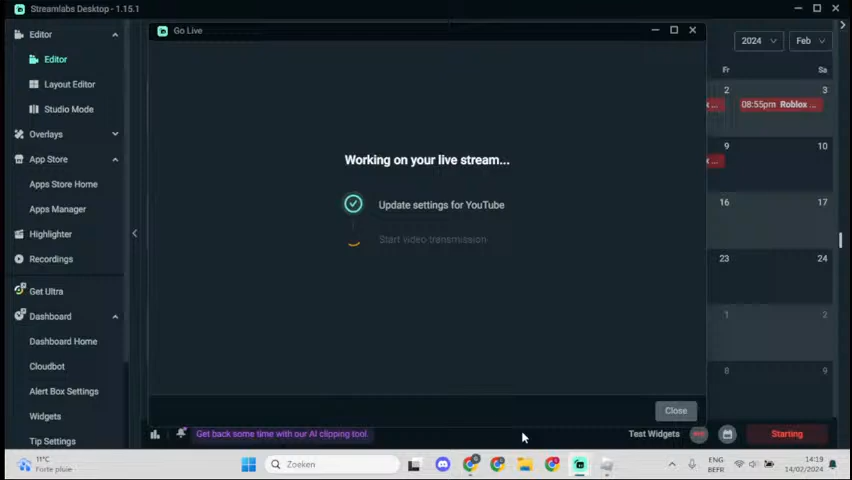 Streamlabs Desktop - 1.15.1
Editor
Editor
Layout Editor
Studio Mode
Overlays
App Store
Apps Store Home
Apps Manager
Highlighter
Recordings
Get Ultra
Dashboard
Dashboard Home
Cloudbot
Alert Box Settings
Widgets
Tip Settings
Go Live
Working on your live stream...
Update settings for YouTube
Start video transmission
Close
2024
Feb
Fr
Sa
2
3
08:55pm Roblox ...
9
10
16
17
23
24
1
2
8
9
Get back some time with our AI clipping tool.
Test Widgets
REC
Starting
11°C
Forte pluie
Zoeken
ENG
BEFR
14:19
14/02/2024